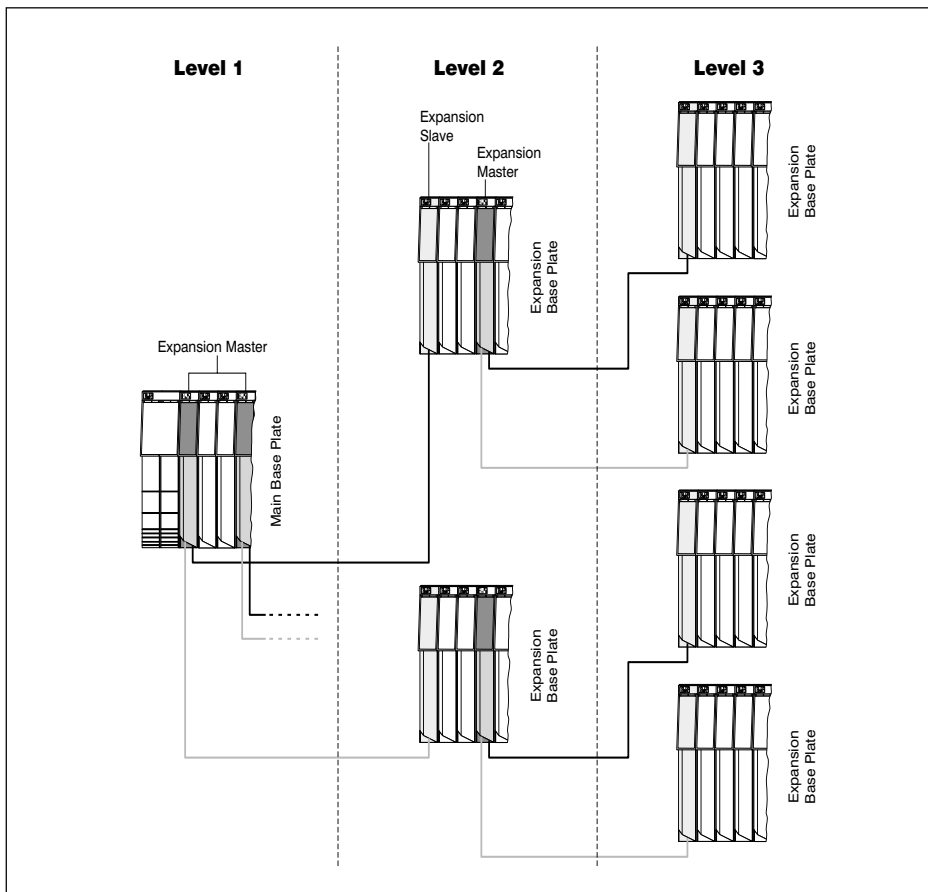 Level 1
Level 2
Level 3
Expansion
Slave
Expansion
Master
Expansion
Base Plate
Expansion
Base Plate
Expansion Master
Main Base Plate
Expansion
Base Plate
Expansion
Base Plate
Expansion
Base Plate
Expansion
Base Plate